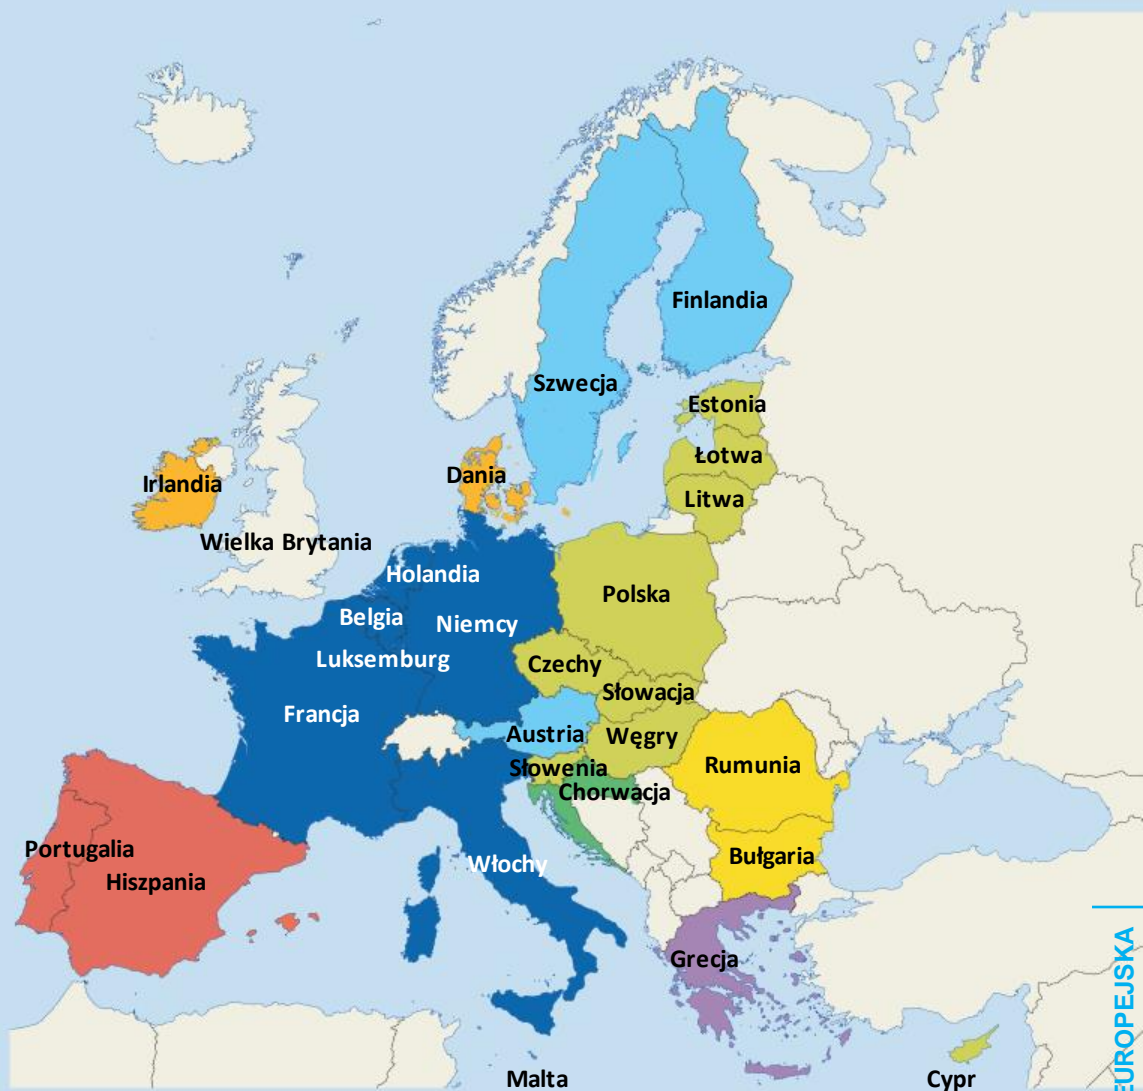 Finlandia
Szwecja
Estonia
Łotwa
Irlandia
Dania
Litwa
Wielka Brytania
Holandia
Polska
Belgia
Niemcy
Luksemburg
Czechy
Słowacja
Francja
Austria
Węgry
Słowenia
Rumunia
Chorwacja
Portugalia
Włochy
Bułgaria
Hiszpania
Grecja
EUROPEJSKA
Malta
Cypr